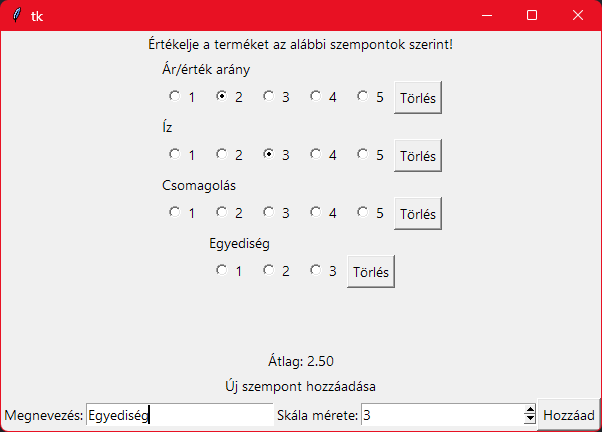 tk
Értékelje a terméket az alábbi szempontok szerint!
Ár/érték arány
1 2 3 4 5 Törlés
Íz
1 2 3 4 5 Törlés
Csomagolás
1 2 3 4 5 Törlés
Egyediség
1 2 3 Törlés
Átlag: 2.50
Új szempont hozzáadása
Megnevezés: Egyediség Skála mérete: 3 Hozzáad